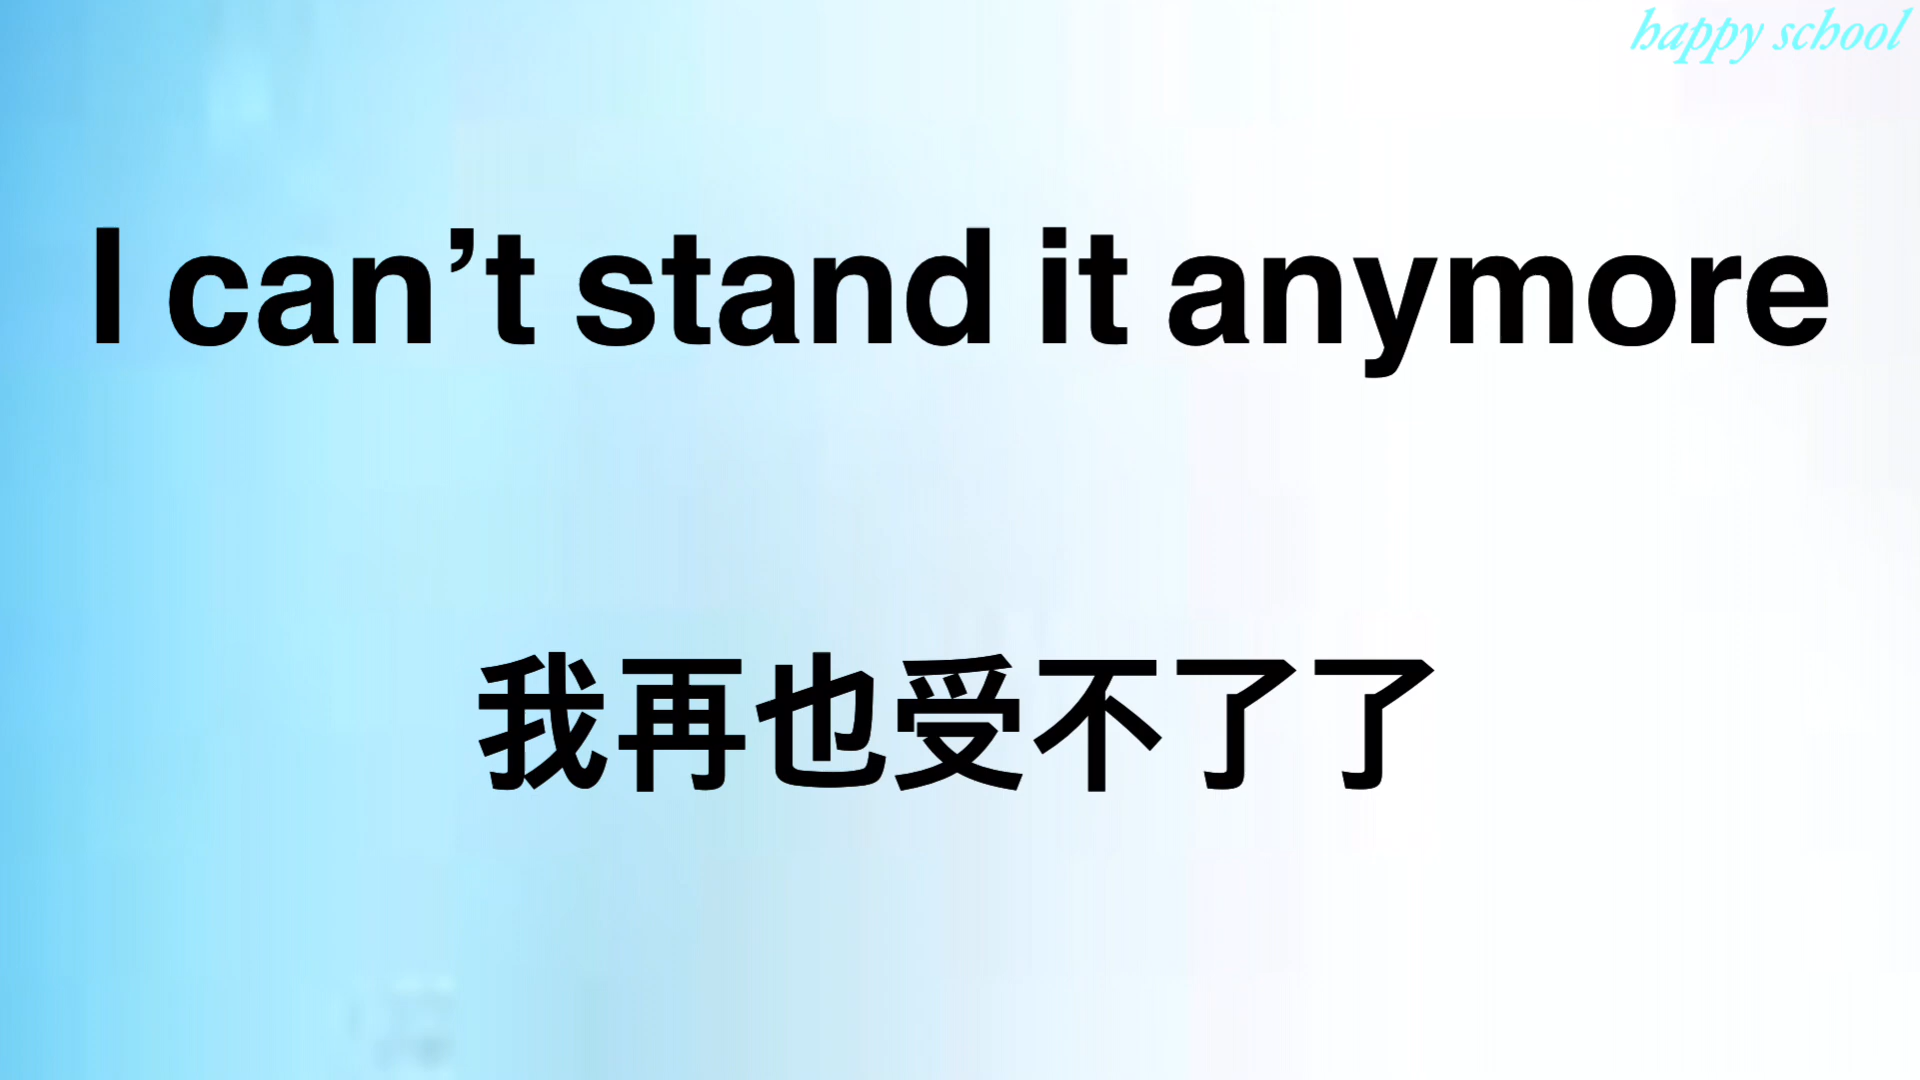 happy school
I can’t stand it anymore
我再也受不了了